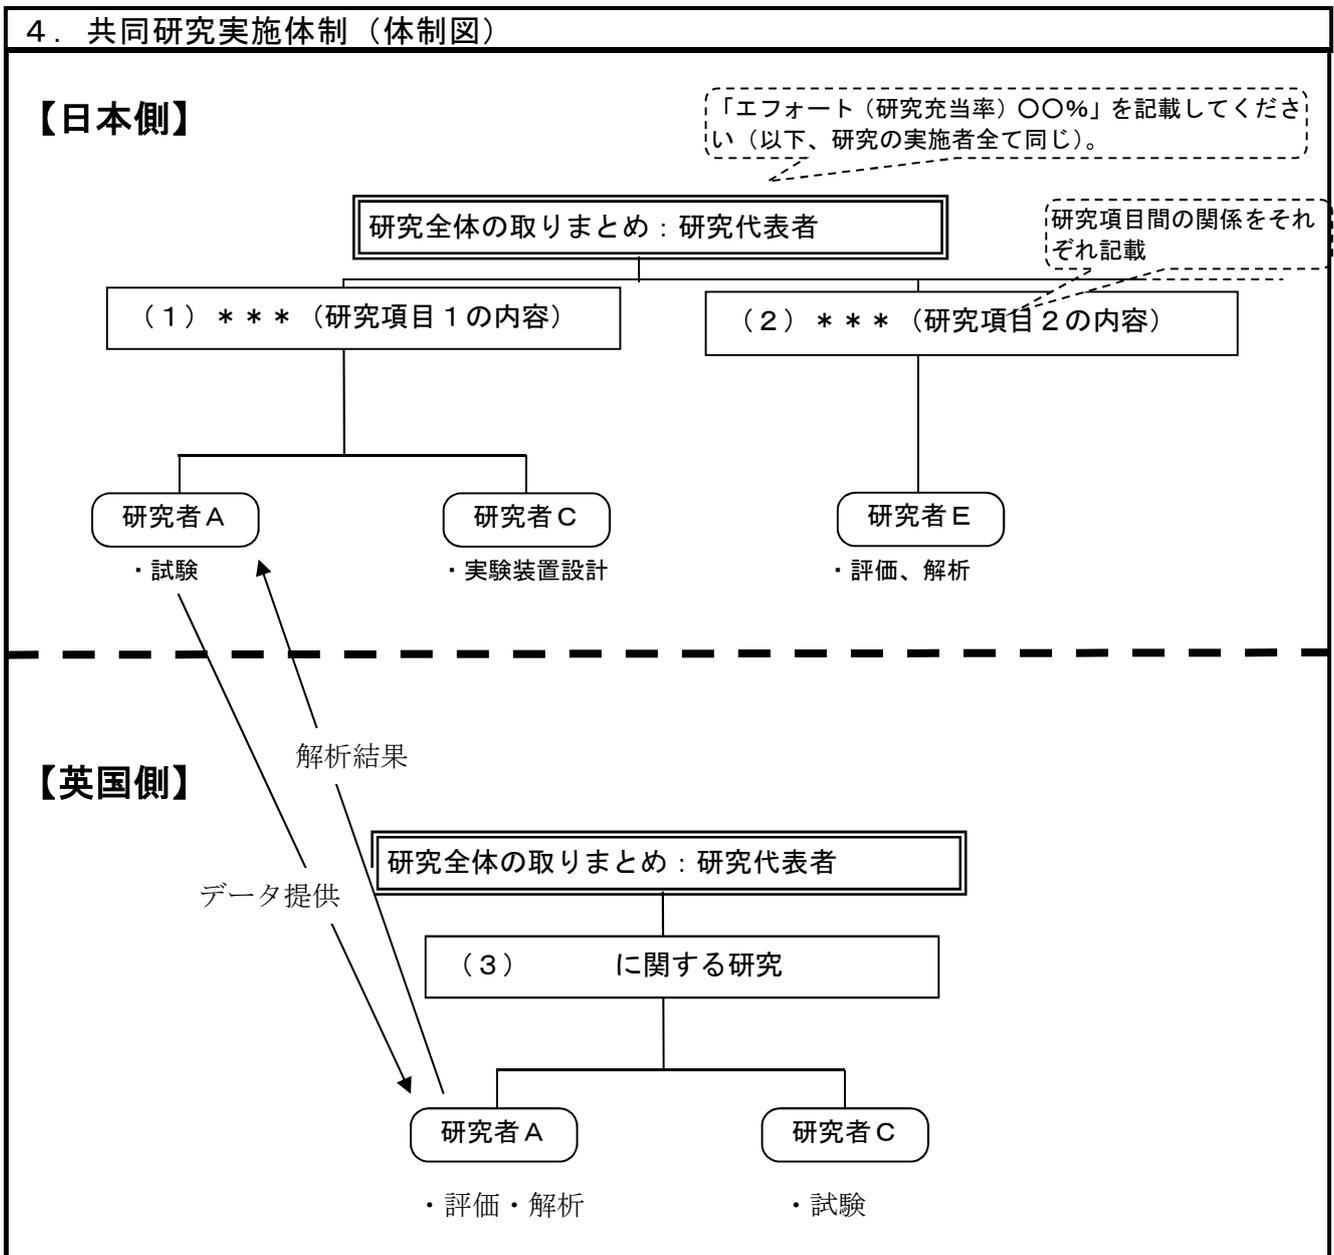 ４．共同研究実施体制（体制図）
【日本側】
「エフォート（研究充当率）〇〇％」を記載してくださ
い（以下、研究の実施者全て同じ）。
研究全体の取りまとめ：研究代表者
研究項目間の関係をそれ
ぞれ記載
（１）＊＊＊（研究項目１の内容）
（２）＊＊＊（研究項目２の内容）
研究者Ａ
研究者Ｃ
研究者Ｅ
・試験
・実験装置設計
・評価、解析
解析結果
【英国側】
研究全体の取りまとめ：研究代表者
データ提供
（３）　　　に関する研究
研究者Ａ
研究者Ｃ
・評価・解析
・試験